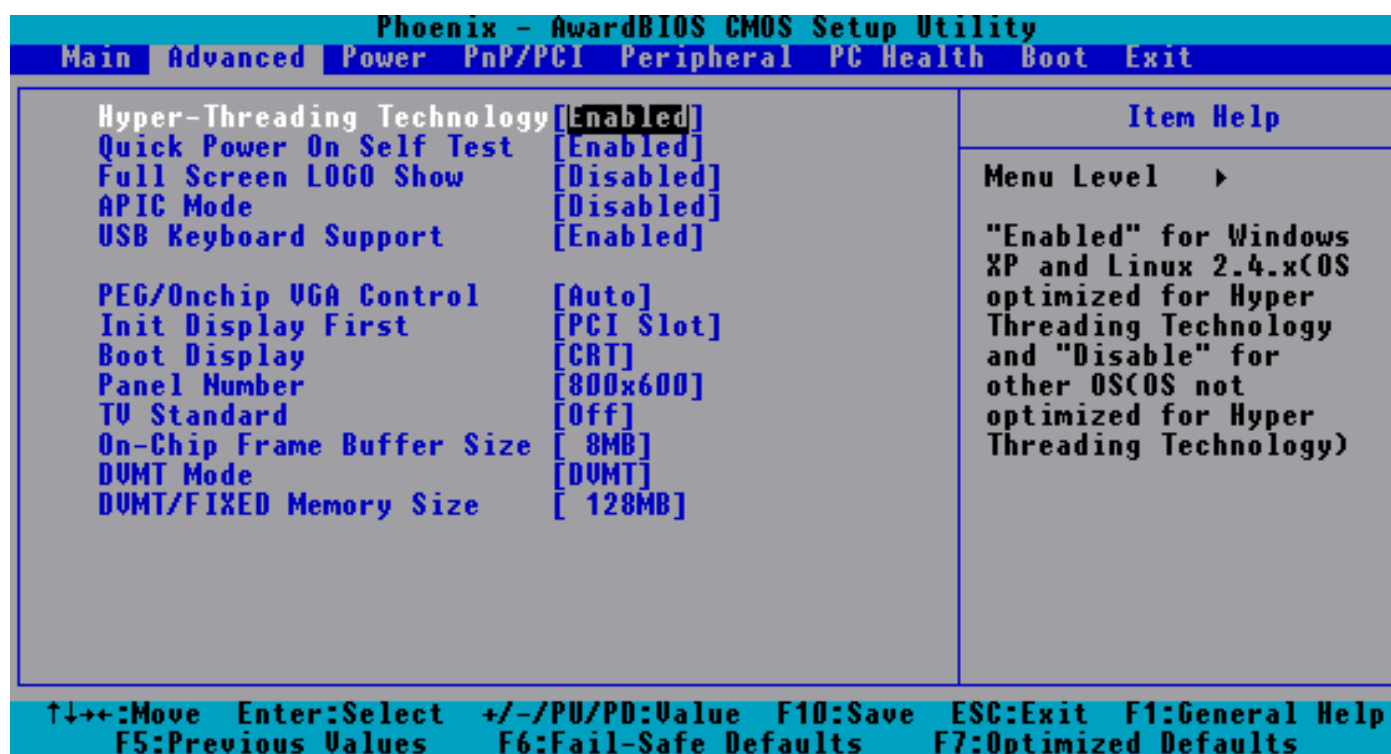 Phoenix - AwardBIOS CMOS Setup Utility
Main Advanced Power PnP/PCI Peripheral PC Health Boot Exit
Hyper-Threading Technology[Enabled]
Quick Power On Self Test [Enabled]
Full Screen LOGO Show [Disabled]
APIC Mode [Disabled]
USB Keyboard Support [Enabled]
PEG/Onchip VGA Control [Auto]
Init Display First [PCI Slot]
Boot Display [CRT]
Panel Number [800x600]
TV Standard [Off]
On-Chip Frame Buffer Size [ 8MB]
DVMT Mode [DVMT]
DVMT/FIXED Memory Size [ 128MB]
Item Help
Menu Level ▸
"Enabled" for Windows
XP and Linux 2.4.x(OS
optimized for Hyper
Threading Technology
and "Disable" for
other OS(OS not
optimized for Hyper
Threading Technology)
↑↓→←:Move Enter:Select +/-/PU/PD:Value F10:Save ESC:Exit F1:General Help
F5:Previous Values F6:Fail-Safe Defaults F7:Optimized Defaults